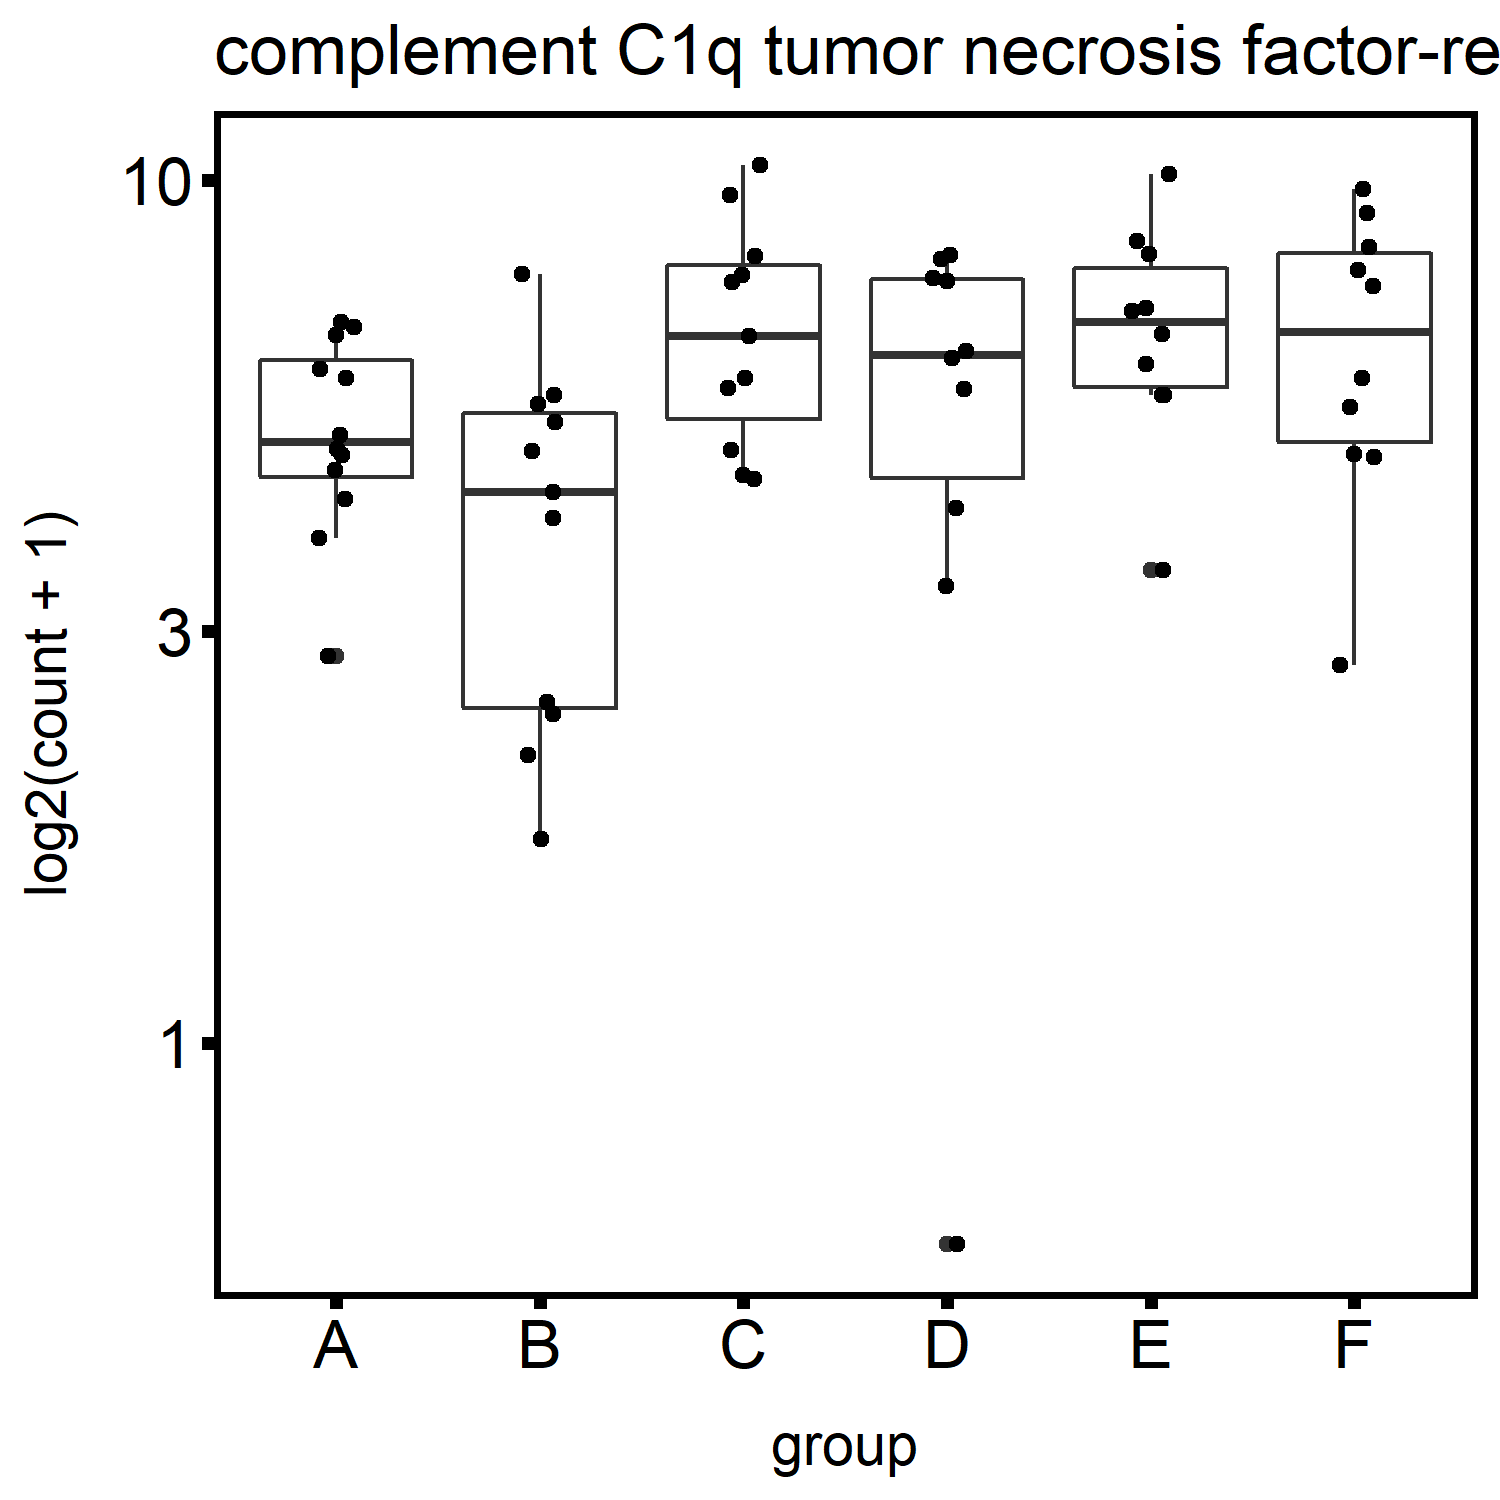 complement C1q tumor necrosis factor-re
log2(count + 1)
10
3
1
A B C D E F
group